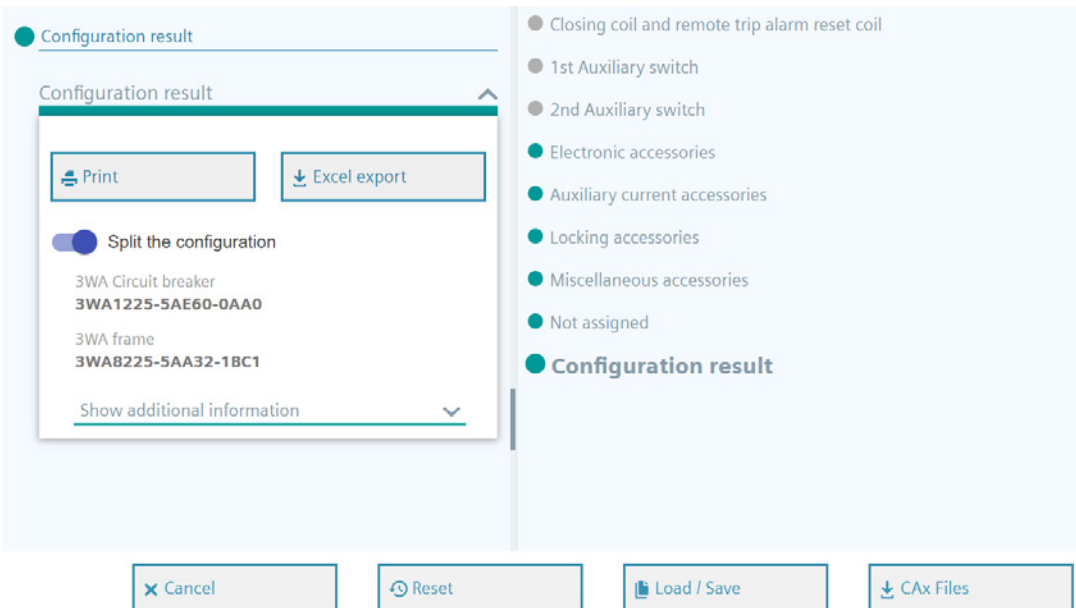 Configuration result
Configuration result
Print
Excel export
Split the configuration
3WA Circuit breaker
3WA1225-5AE60-0AA0
3WA frame
3WA8225-5AA32-1BC1
Show additional information
Closing coil and remote trip alarm reset coil
1st Auxiliary switch
2nd Auxiliary switch
Electronic accessories
Auxiliary current accessories
Locking accessories
Miscellaneous accessories
Not assigned
Configuration result
Cancel
Reset
Load / Save
CAx Files